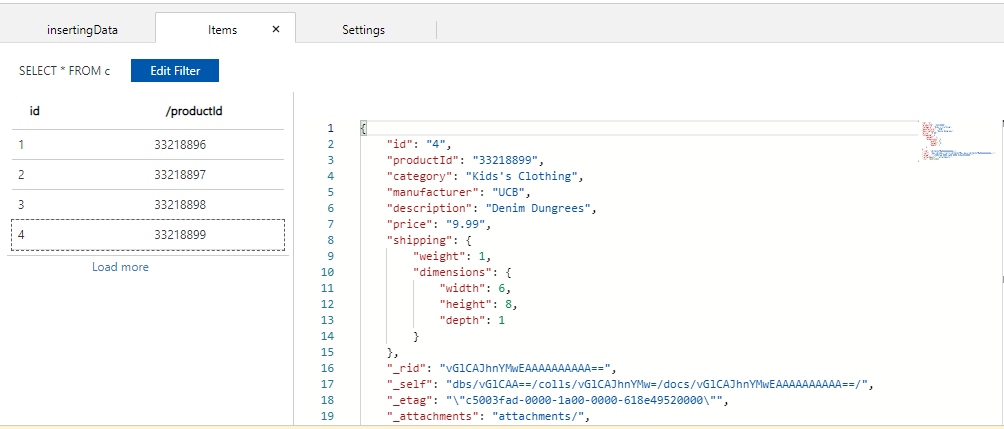 insertingData Items × Settings
SELECT * FROM c Edit Filter
id /productId
1 33218896
2 33218897
3 33218898
4 33218899
Load more
1 {
2 "id": "4",
3 "productId": "33218899",
4 "category": "Kids's Clothing",
5 "manufacturer": "UCB",
6 "description": "Denim Dungrees",
7 "price": "9.99",
8 "shipping": {
9 "weight": 1,
10 "dimensions": {
11 "width": 6,
12 "height": 8,
13 "depth": 1
14 }
15 },
16 "_rid": "vGlCAJhnYMwEAAAAAAAAAA==",
17 "_self": "dbs/vGlCAA==/colls/vGlCAJhnYMw=/docs/vGlCAJhnYMwEAAAAAAAAAA==/",
18 "_etag": "\"c5003fad-0000-1a00-0000-618e49520000\"",
19 "_attachments": "attachments/",